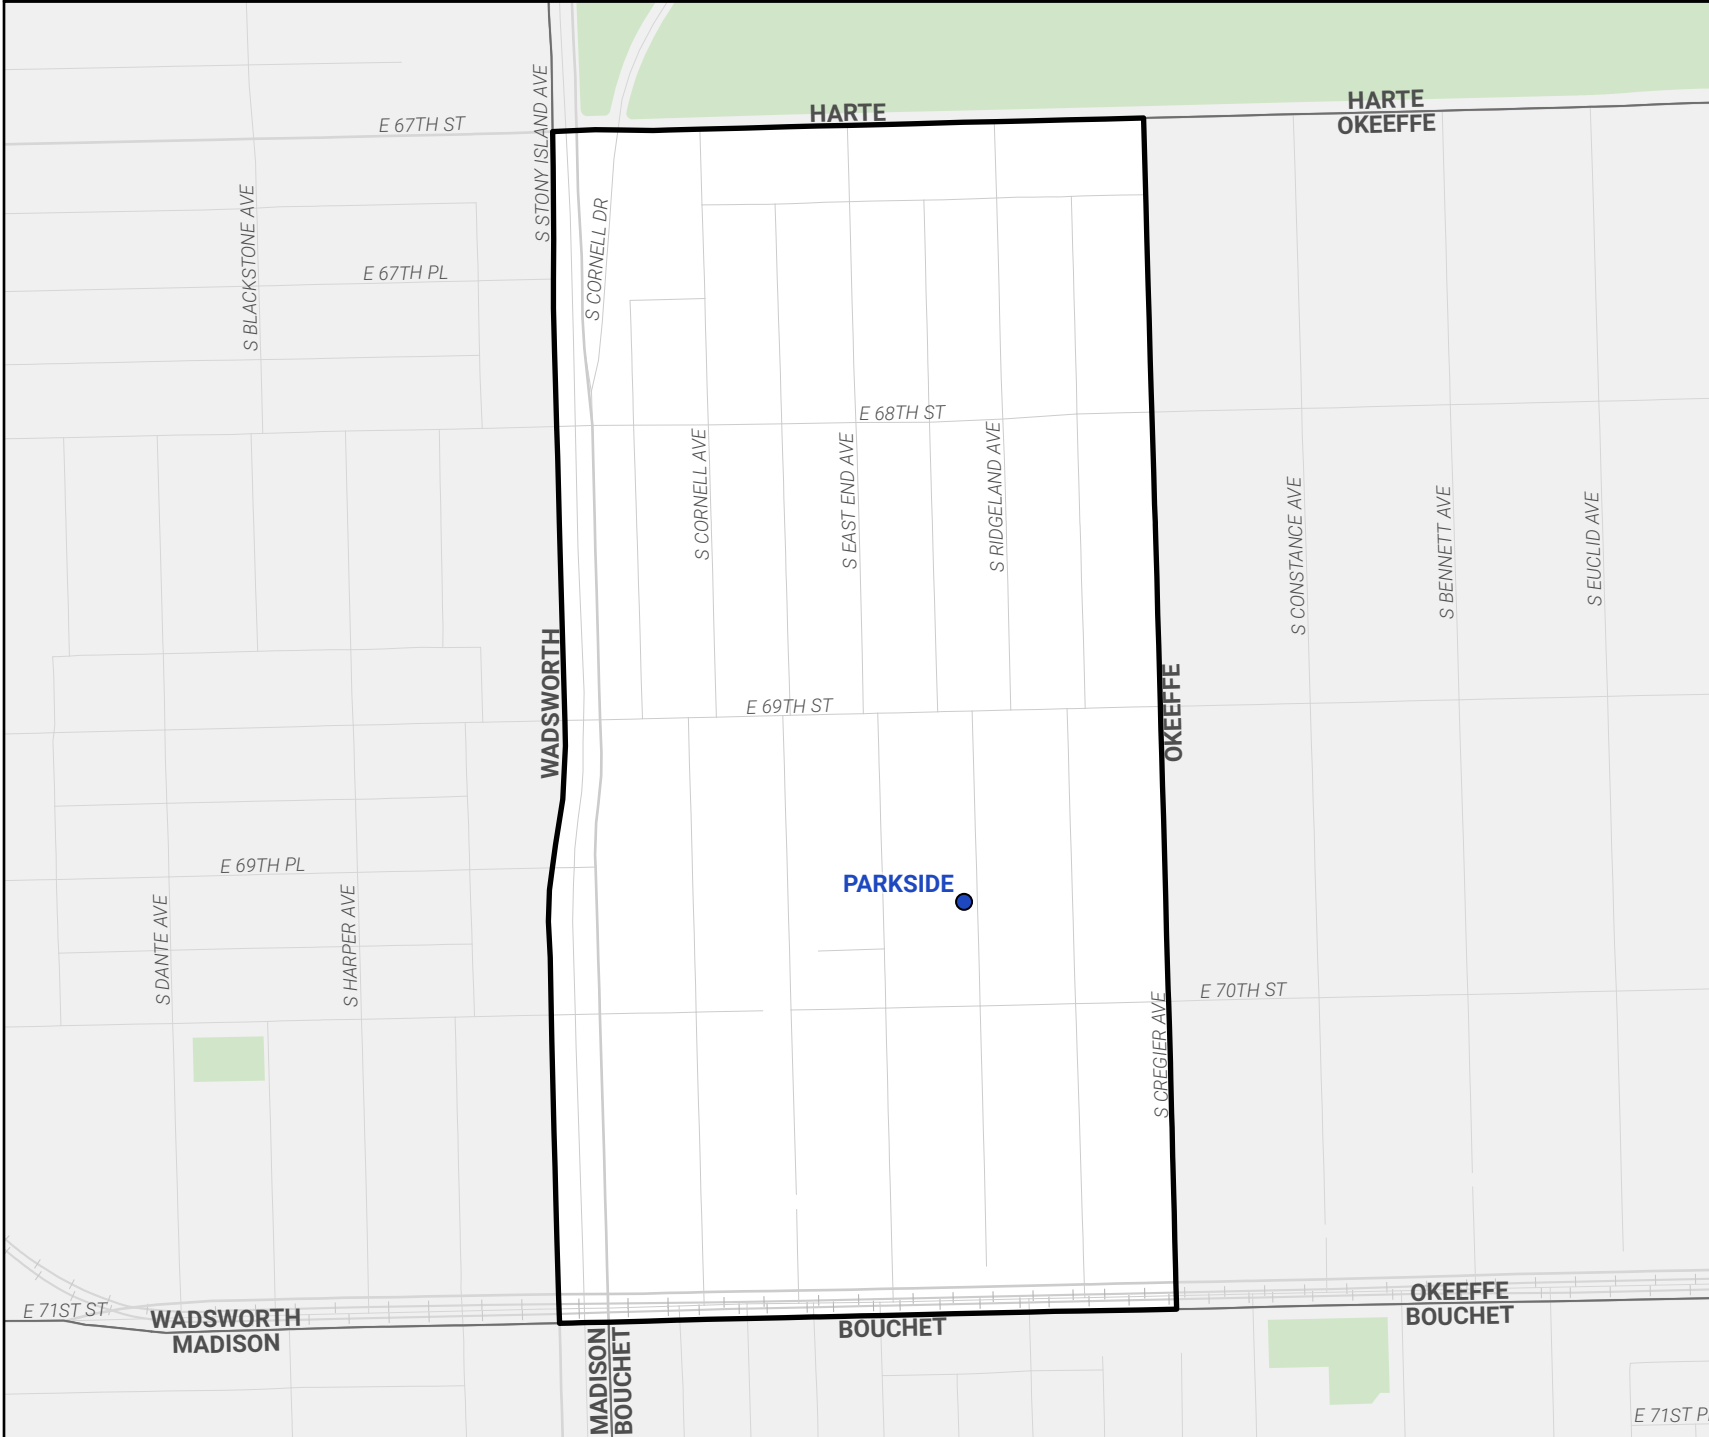 HARTE
HARTE
OKEEFFE
E 67TH ST
S STONY ISLAND AVE
S BLACKSTONE AVE
S CORNELL DR
E 67TH PL
E 68TH ST
S CORNELL AVE
S EAST END AVE
S RIDGELAND AVE
S CONSTANCE AVE
S BENNETT AVE
S EUCLID AVE
WADSWORTH
OKEEFFE
E 69TH ST
E 69TH PL
PARKSIDE
S DANTE AVE
S HARPER AVE
E 70TH ST
S CREGIER AVE
E 71ST ST
WADSWORTH
MADISON
OKEEFFE
BOUCHET
BOUCHET
MADISON
BOUCHET
E 71ST P